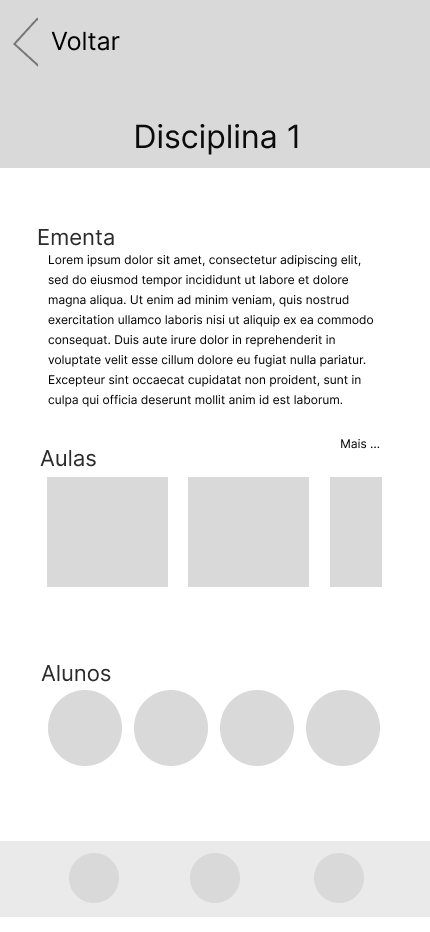 Voltar
Disciplina 1
Ementa
Lorem ipsum dolor sit amet, consectetur adipiscing elit,
sed do eiusmod tempor incididunt ut labore et dolore
magna aliqua. Ut enim ad minim veniam, quis nostrud
exercitation ullamco laboris nisi ut aliquip ex ea commodo
consequat. Duis aute irure dolor in reprehenderit in
voluptate velit esse cillum dolore eu fugiat nulla pariatur.
Excepteur sint occaecat cupidatat non proident, sunt in
culpa qui officia deserunt mollit anim id est laborum.
Mais ...
Aulas
Alunos